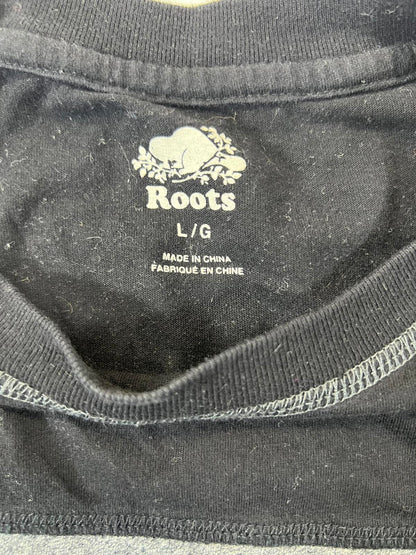 Roots
L/G
MADE IN CHINA
FABRIQUÉ EN CHINE